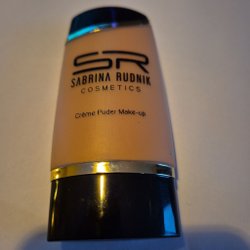 SR
SABRINA RUDNIK
COSMETICS
Crème Puder Make-up